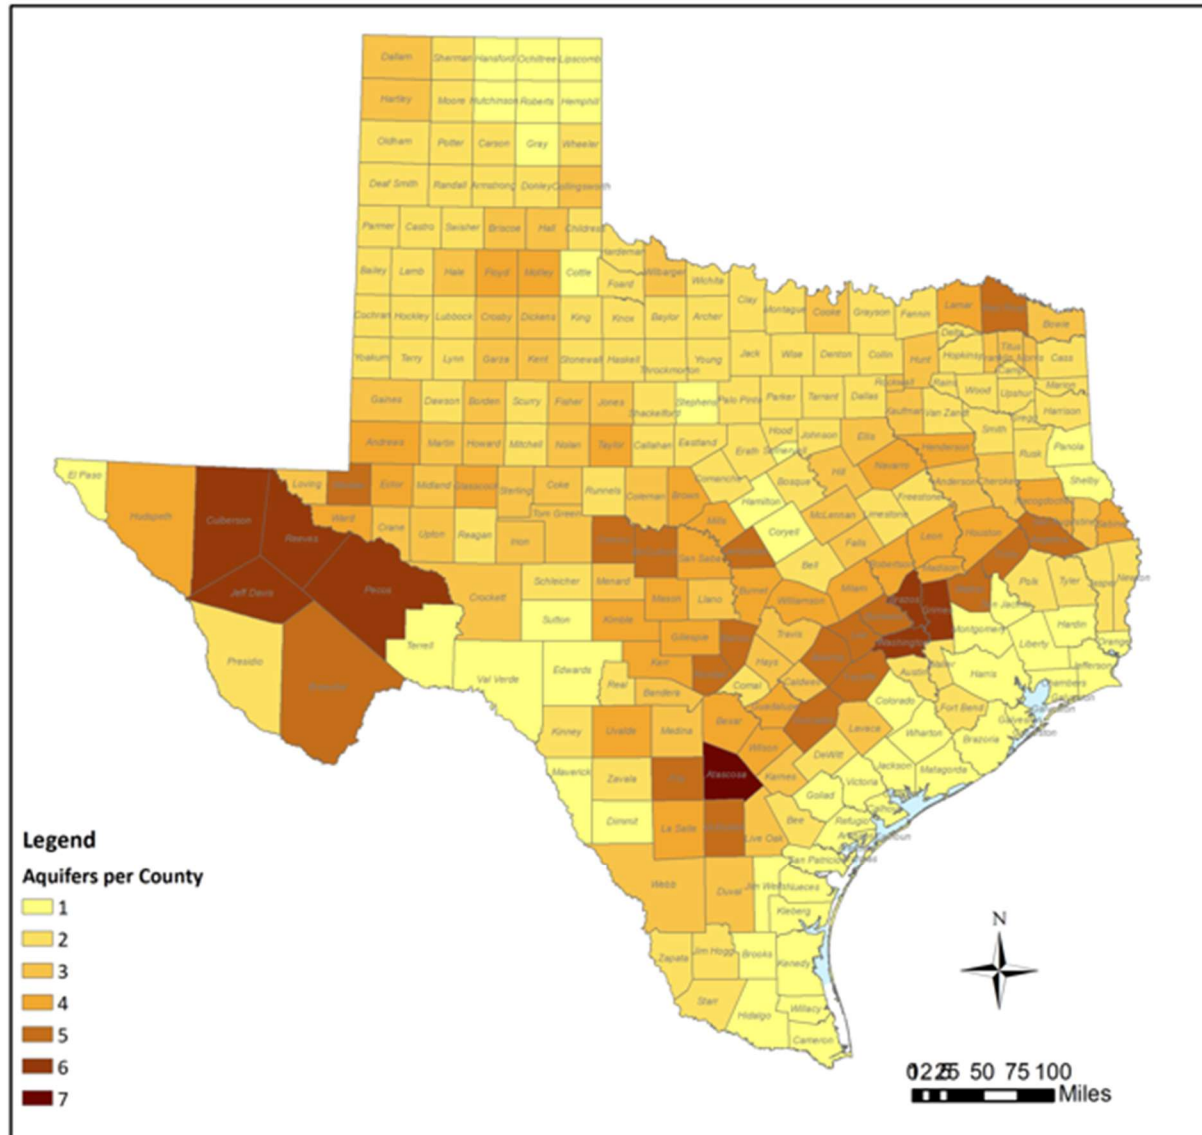 Dallam Sherman Hansford Ochiltree Lipscomb
Hartley Moore Hutchinson Roberts Hemphill
Oldham Potter Carson Gray Wheeler
Deaf Smith Randall Armstrong Donley Collingsworth
Parmer Castro Swisher Briscoe Hall Childress
Hardeman
Bailey Lamb Hale Floyd Motley Cottle Foard Wilbarger Wichita
Clay Montague Cooke Grayson Fannin Lamar Bowie
Cochran Hockley Lubbock Crosby Dickens King Knox Baylor Archer
Delta Titus
Yoakum Terry Lynn Garza Kent Stonewall Haskell Throckmorton Young Jack Wise Denton Collin Hunt Hopkins Franklin Morris Cass
Camp
Rockwall Rains Wood Upshur Marion
Gaines Dawson Borden Scurry Fisher Jones Shackelford Stephens Palo Pinto Parker Tarrant Dallas Kaufman Van Zandt Gregg Harrison
Andrews Martin Howard Mitchell Nolan Taylor Callahan Eastland Erath Hood Somervell Johnson Ellis Henderson Smith Rusk Panola
El Paso Loving Ector Midland Glasscock Sterling Coke Runnels Coleman Brown Comanche Bosque Hill Navarro Freestone Anderson Cherokee Shelby
Hudspeth Culberson Reeves Ward Crane Upton Reagan Irion Tom Green Mills Hamilton McLennan Limestone Leon Houston Sabine
Coryell Falls
Jeff Davis Pecos Crockett Schleicher Menard San Saba Bell Robertson Madison Polk Tyler Jasper Newton
Sutton Kimble Mason Llano Burnet Williamson Milam Brazos Grimes San Jacinto
Presidio Terrell Val Verde Edwards Gillespie Travis Washington Montgomery Liberty Hardin Orange
Kerr Hays Austin Waller Harris Jefferson
Real Bandera Comal Caldwell Colorado Fort Bend Chambers
Galveston
Kinney Uvalde Medina Bexar Guadalupe Lavaca Wharton Brazoria Galveston
Maverick Zavala Atascosa Wilson Karnes DeWitt Jackson Matagorda
Dimmit La Salle Live Oak Bee Goliad Victoria Refugio Calhoun
San Patricio
Webb Duval Jim Wells Nueces
Kleberg
Zapata Jim Hogg Brooks Kenedy
Starr Hidalgo Willacy
Cameron
Legend
Aquifers per County
1
2
3
4
5
6
7
N
50 75 100
Miles